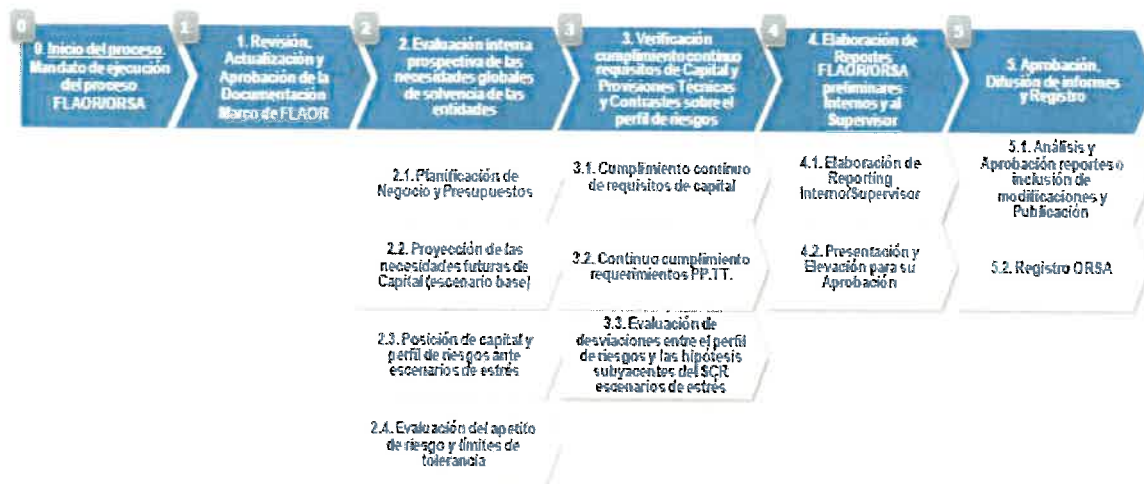 0
0. Inicio del proceso.
Mandato de ejecución
del proceso
FLAOR/ORSA
1
1. Revisión,
Actualización y
Aprobación de la
Documentación
Marco de FLAOR
2
2. Evaluación interna
prospectiva de las
necesidades globales
de solvencia de las
entidades
3
3. Verificación
cumplimiento continuo
requisitos de Capital y
Provisiones Técnicas
y Contrastes sobre el
perfil de riesgos
4
4. Elaboración de
Reportes
FLAOR/ORSA
preliminares
Internos y al
Supervisor
5
5. Aprobación,
Difusión de informes
y Registro
2.1. Planificación de
Negocio y Presupuestos
2.2. Proyección de las
necesidades futuras de
Capital (escenario base)
2.3. Posición de capital y
perfil de riesgos ante
escenarios de estrés
2.4. Evaluación del apetito
de riesgo y límites de
tolerancia
3.1. Cumplimiento continuo
de requisitos de capital
3.2. Continuo cumplimiento
requerimientos PP.TT.
3.3. Evaluación de
desviaciones entre el perfil
de riesgos y las hipótesis
subyacentes del SCR
escenarios de estrés
4.1. Elaboración de
Reporting
Interno/Supervisor
4.2. Presentación y
Elevación para su
Aprobación
5.1. Análisis y
Aprobación reportes o
inclusión de
modificaciones y
Publicación
5.2. Registro ORSA